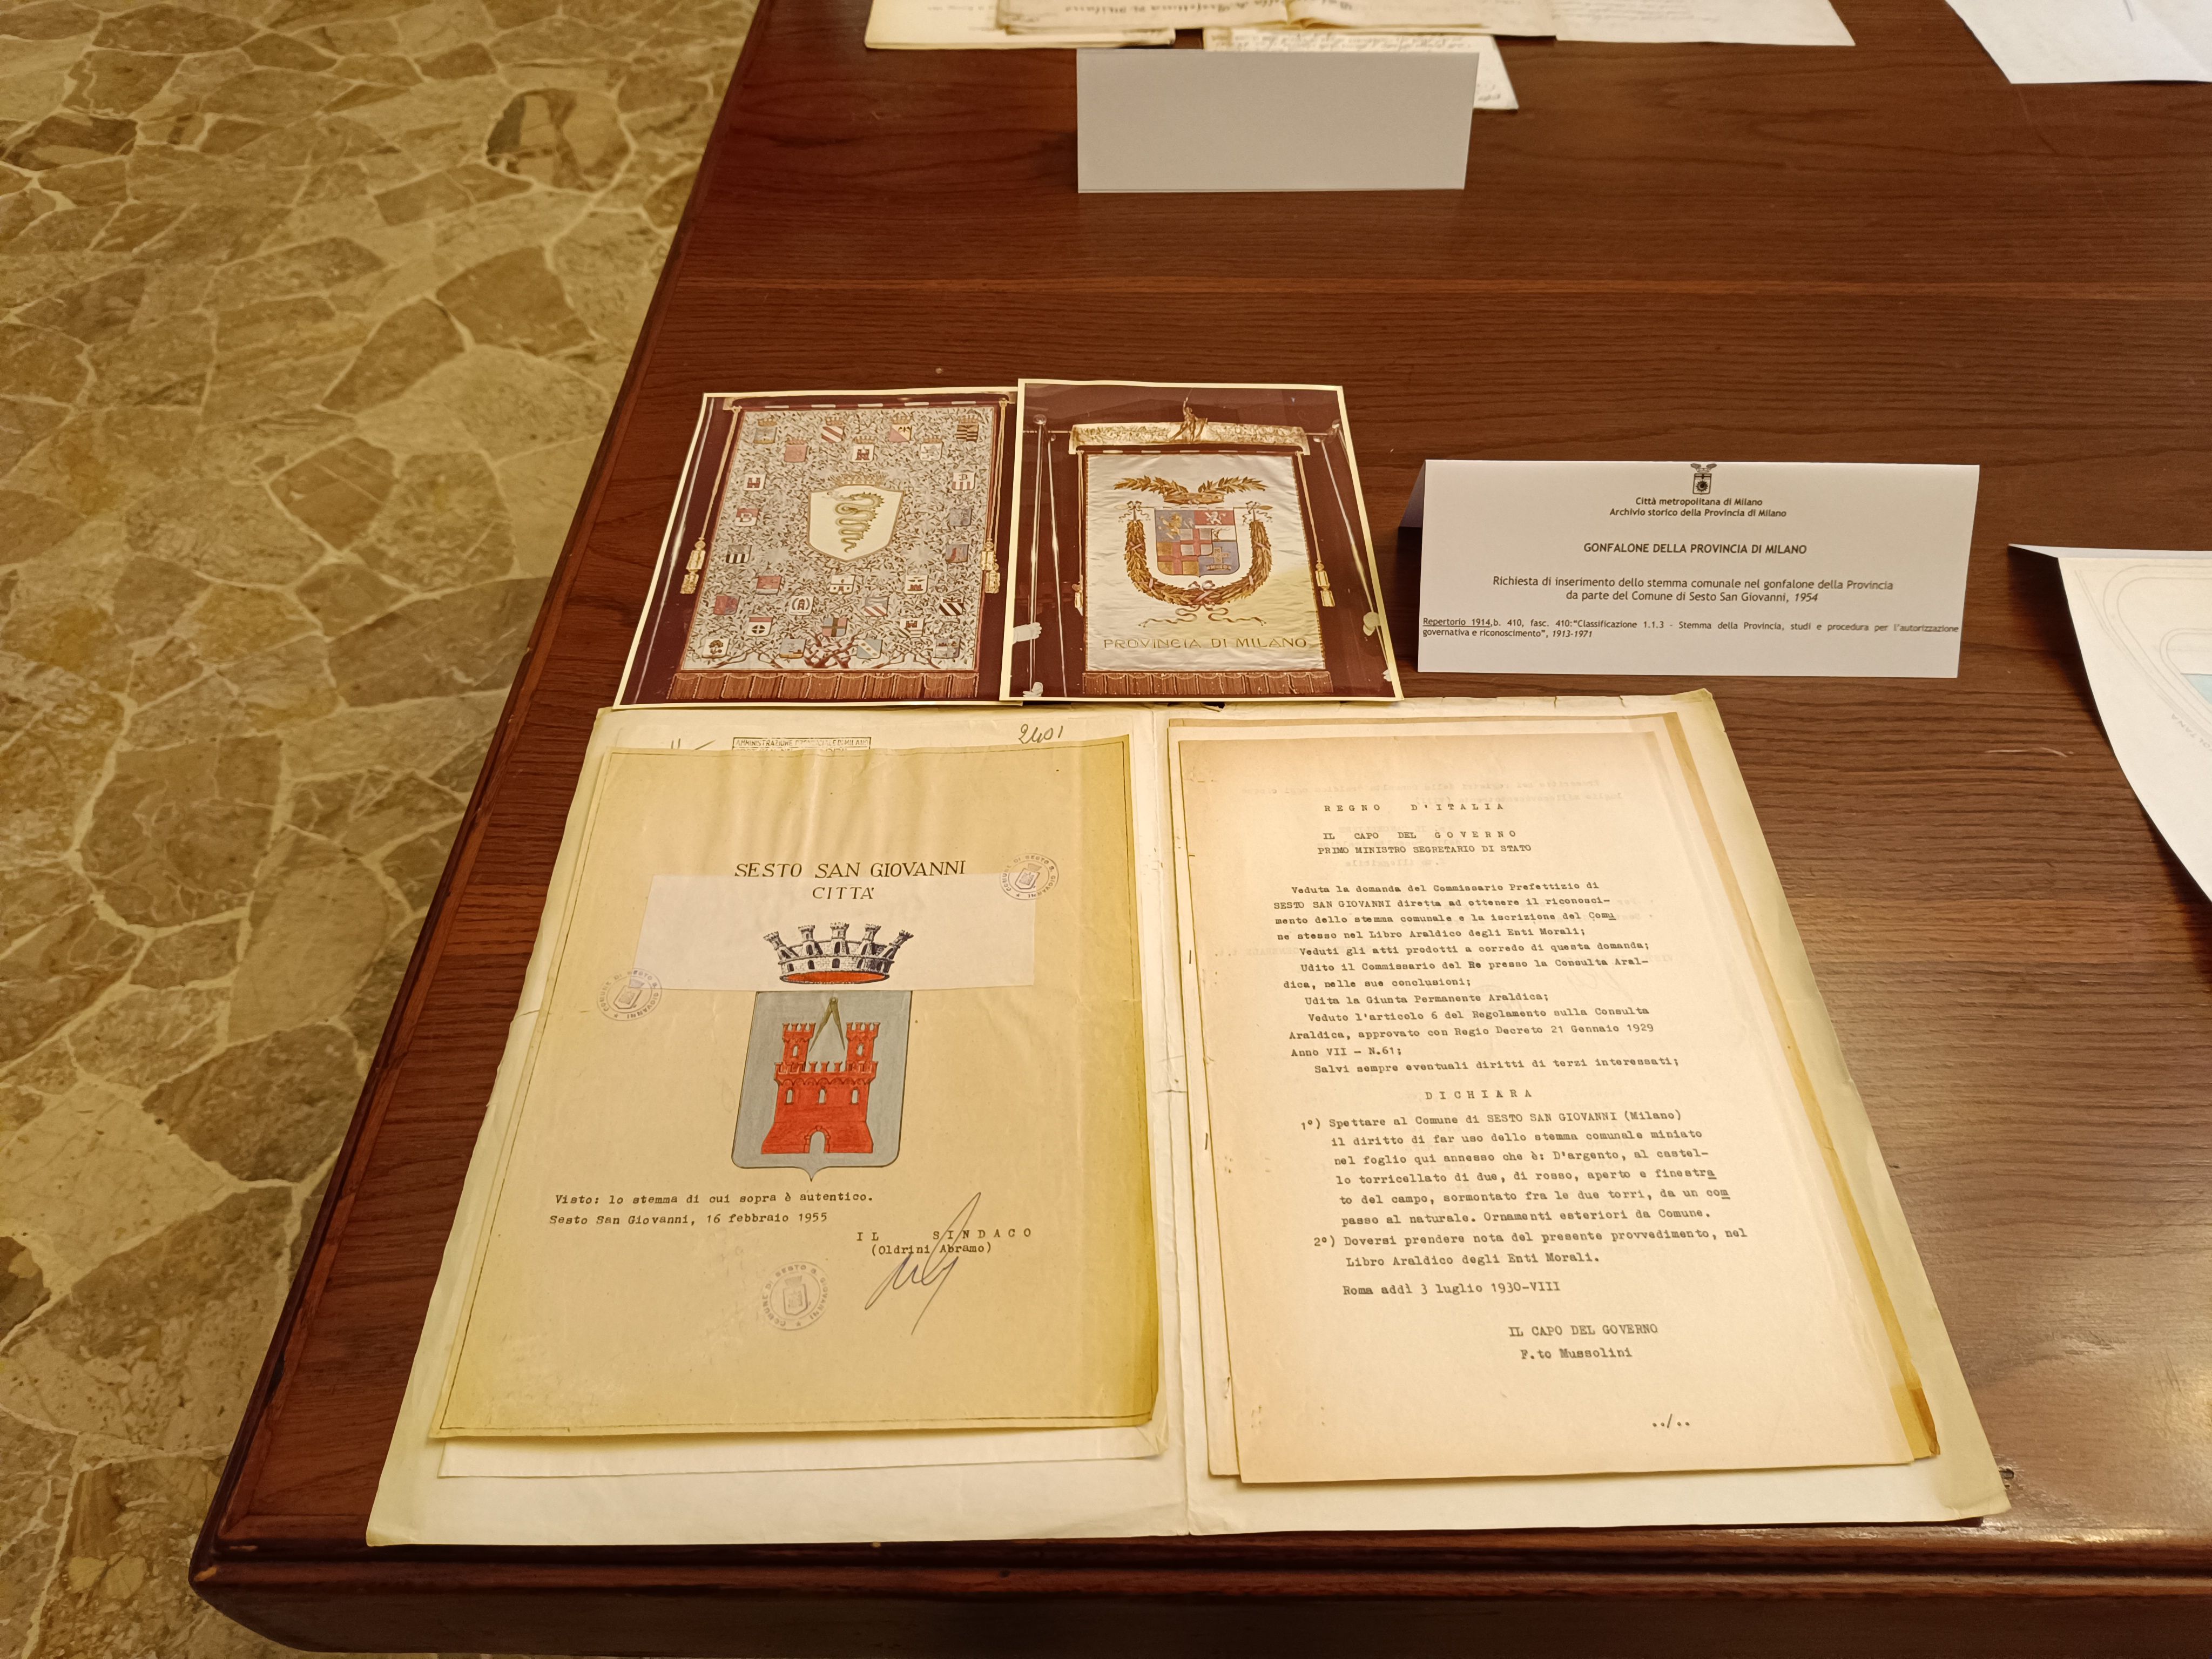 PROVINCIA DI MILANO
Città metropolitana di Milano
Archivio storico della Provincia di Milano
GONFALONE DELLA PROVINCIA DI MILANO
Richiesta di inserimento dello stemma comunale nel gonfalone della Provincia
da parte del Comune di Sesto San Giovanni, 1954
Repertorio 1914,b. 410, fasc. 410:"Classificazione 1.1.3 - Stemma della Provincia, studi e procedura per l'autorizzazione
governativa e riconoscimento", 1913-1971
2401
SESTO SAN GIOVANNI
CITTA'
Visto: lo stemma di cui sopra è autentico.
Sesto San Giovanni, 16 febbraio 1955
IL SINDACO
(Oldrini Abramo)
COMUNE DI SESTO S. GIOVANNI
REGNO D'ITALIA
IL CAPO DEL GOVERNO
PRIMO MINISTRO SEGRETARIO DI STATO
Veduta la domanda del Commissario Prefettizio di
SESTO SAN GIOVANNI diretta ad ottenere il riconosci-
mento dello stemma comunale e la iscrizione del Comu
ne stesso nel Libro Araldico degli Enti Morali;
Veduti gli atti prodotti a corredo di questa domanda;
Udito il Commissario del Re presso la Consulta Aral-
dica, nelle sue conclusioni;
Udita la Giunta Permanente Araldica;
Veduto l'articolo 6 del Regolamento sulla Consulta
Araldica, approvato con Regio Decreto 21 Gennaio 1929
Anno VII - N.61;
Salvi sempre eventuali diritti di terzi interessati;
DICHIARA
1°) Spettare al Comune di SESTO SAN GIOVANNI (Milano)
il diritto di far uso dello stemma comunale miniato
nel foglio qui annesso che è: D'argento, al castel-
lo torricellato di due, di rosso, aperto e finestra
to del campo, sormontato fra le due torri, da un com
passo al naturale. Ornamenti esteriori da Comune.
2°) Doversi prendere nota del presente provvedimento, nel
Libro Araldico degli Enti Morali.
Roma addì 3 luglio 1930-VIII
IL CAPO DEL GOVERNO
F.to Mussolini
../..